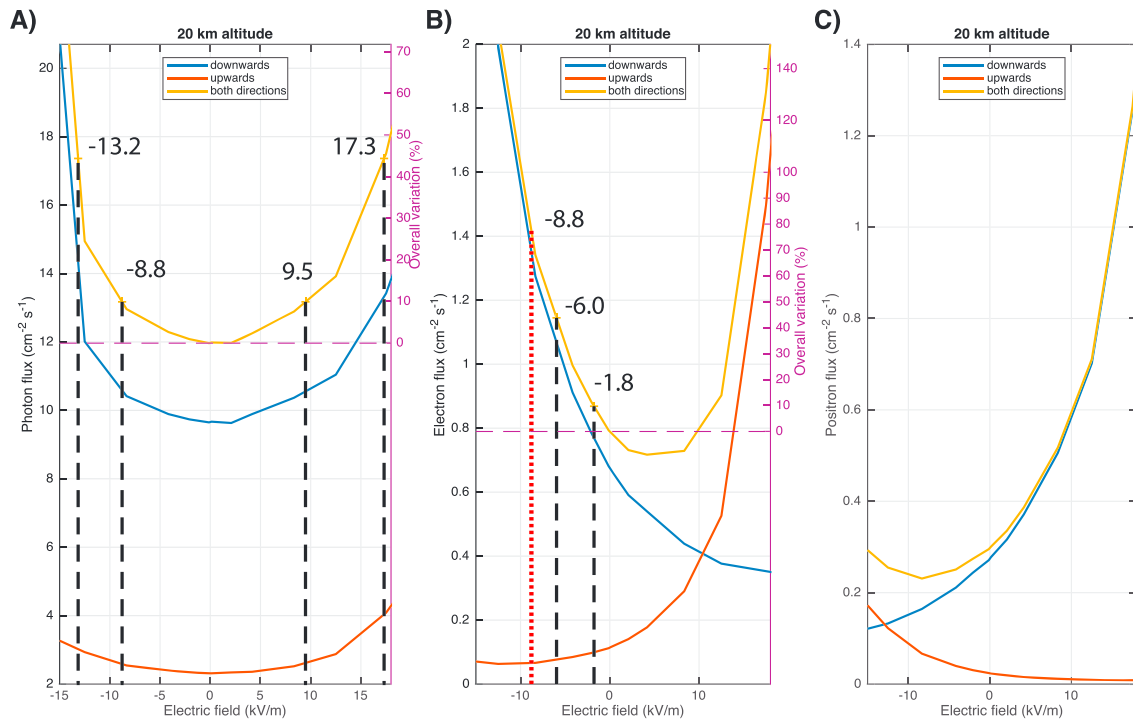 A)
20 km altitude
downwards
upwards
both directions
-13.2
17.3
-8.8
9.5
Photon flux (cm⁻² s⁻¹)
20
18
16
14
12
10
8
6
4
2
-15
-10
-5
0
5
10
15
Electric field (kV/m)
70
60
50
40
30
20
10
0
Overall variation (%)
B)
20 km altitude
downwards
upwards
both directions
-8.8
-6.0
-1.8
Electron flux (cm⁻² s⁻¹)
2
1.8
1.6
1.4
1.2
1
0.8
0.6
0.4
0.2
0
-10
0
10
Electric field (kV/m)
140
120
100
80
60
40
20
10
0
Overall variation (%)
C)
20 km altitude
downwards
upwards
both directions
Positron flux (cm⁻² s⁻¹)
1.4
1.2
1
0.8
0.6
0.4
0.2
0
-10
0
10
Electric field (kV/m)